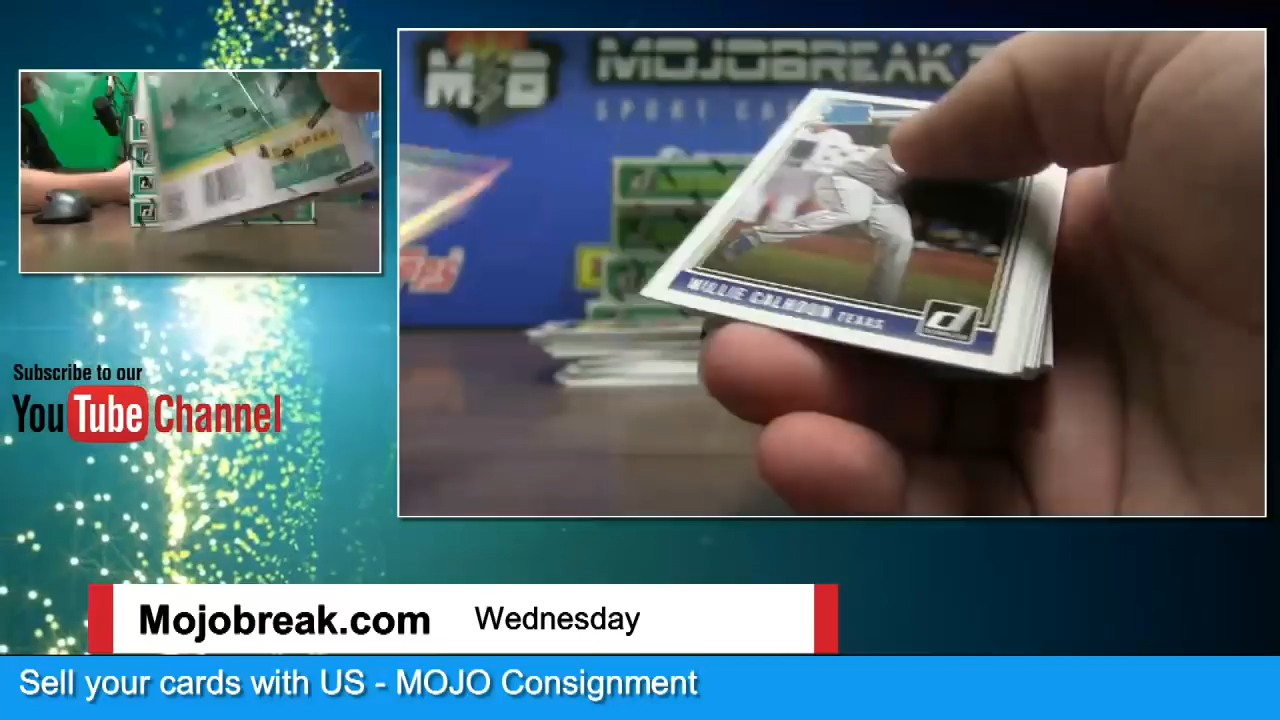 MOJOBREAK
SPORT CA
WILLIE CALHOUN TEXAS
Subscribe to our
YouTube Channel
Mojobreak.com Wednesday
Sell your cards with US - MOJO Consignment